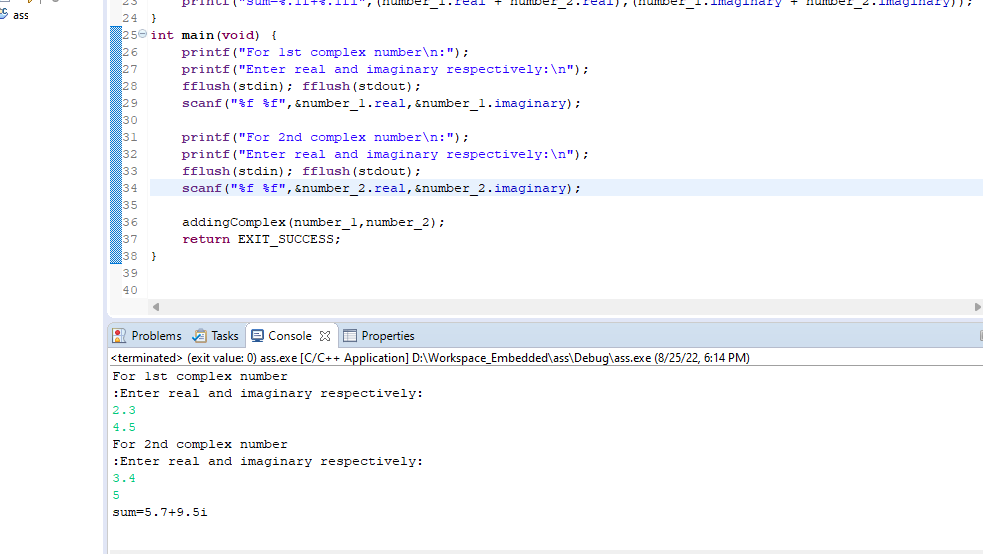 ass
23 printf("sum=%.1f+%.1fi",(number_1.real + number_2.real),(number_1.imaginary + number_2.imaginary));
24 }
25 int main(void) {
26 printf("For 1st complex number\n:");
27 printf("Enter real and imaginary respectively:\n");
28 fflush(stdin); fflush(stdout);
29 scanf("%f %f",&number_1.real,&number_1.imaginary);
30
31 printf("For 2nd complex number\n:");
32 printf("Enter real and imaginary respectively:\n");
33 fflush(stdin); fflush(stdout);
34 scanf("%f %f",&number_2.real,&number_2.imaginary);
35
36 addingComplex(number_1,number_2);
37 return EXIT_SUCCESS;
38 }
39
40
Problems Tasks Console Properties
<terminated> (exit value: 0) ass.exe [C/C++ Application] D:\Workspace_Embedded\ass\Debug\ass.exe (8/25/22, 6:14 PM)
For 1st complex number
:Enter real and imaginary respectively:
2.3
4.5
For 2nd complex number
:Enter real and imaginary respectively:
3.4
5
sum=5.7+9.5i